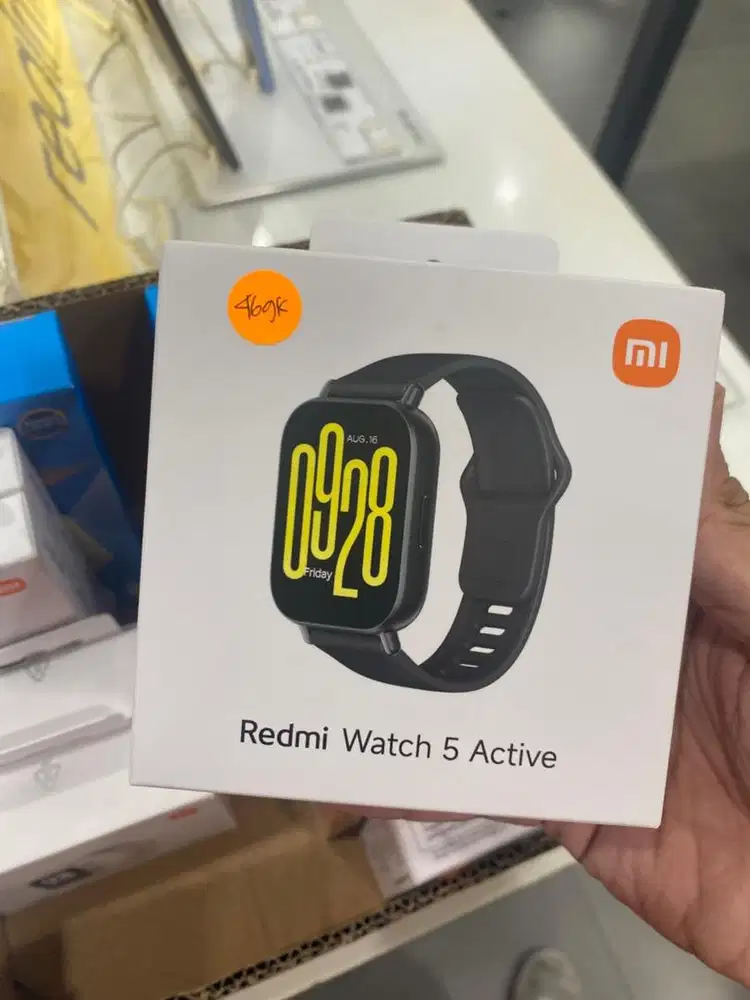 469K
mi
AUG.16
0928
Friday
Redmi Watch 5 Active